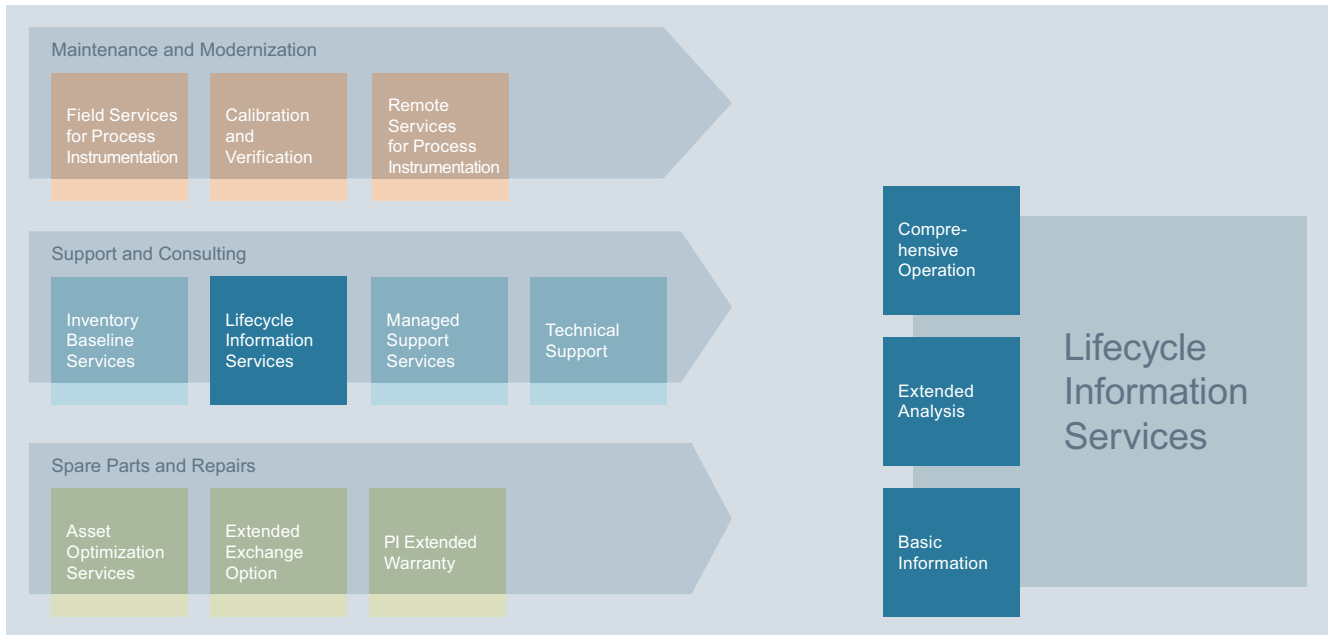 Maintenance and Modernization
Field Services
for Process
Instrumentation
Calibration
and
Verification
Remote
Services
for Process
Instrumentation
Support and Consulting
Inventory
Baseline
Services
Lifecycle
Information
Services
Managed
Support
Services
Technical
Support
Spare Parts and Repairs
Asset
Optimization
Services
Extended
Exchange
Option
PI Extended
Warranty
Compre-
hensive
Operation
Extended
Analysis
Basic
Information
Lifecycle
Information
Services